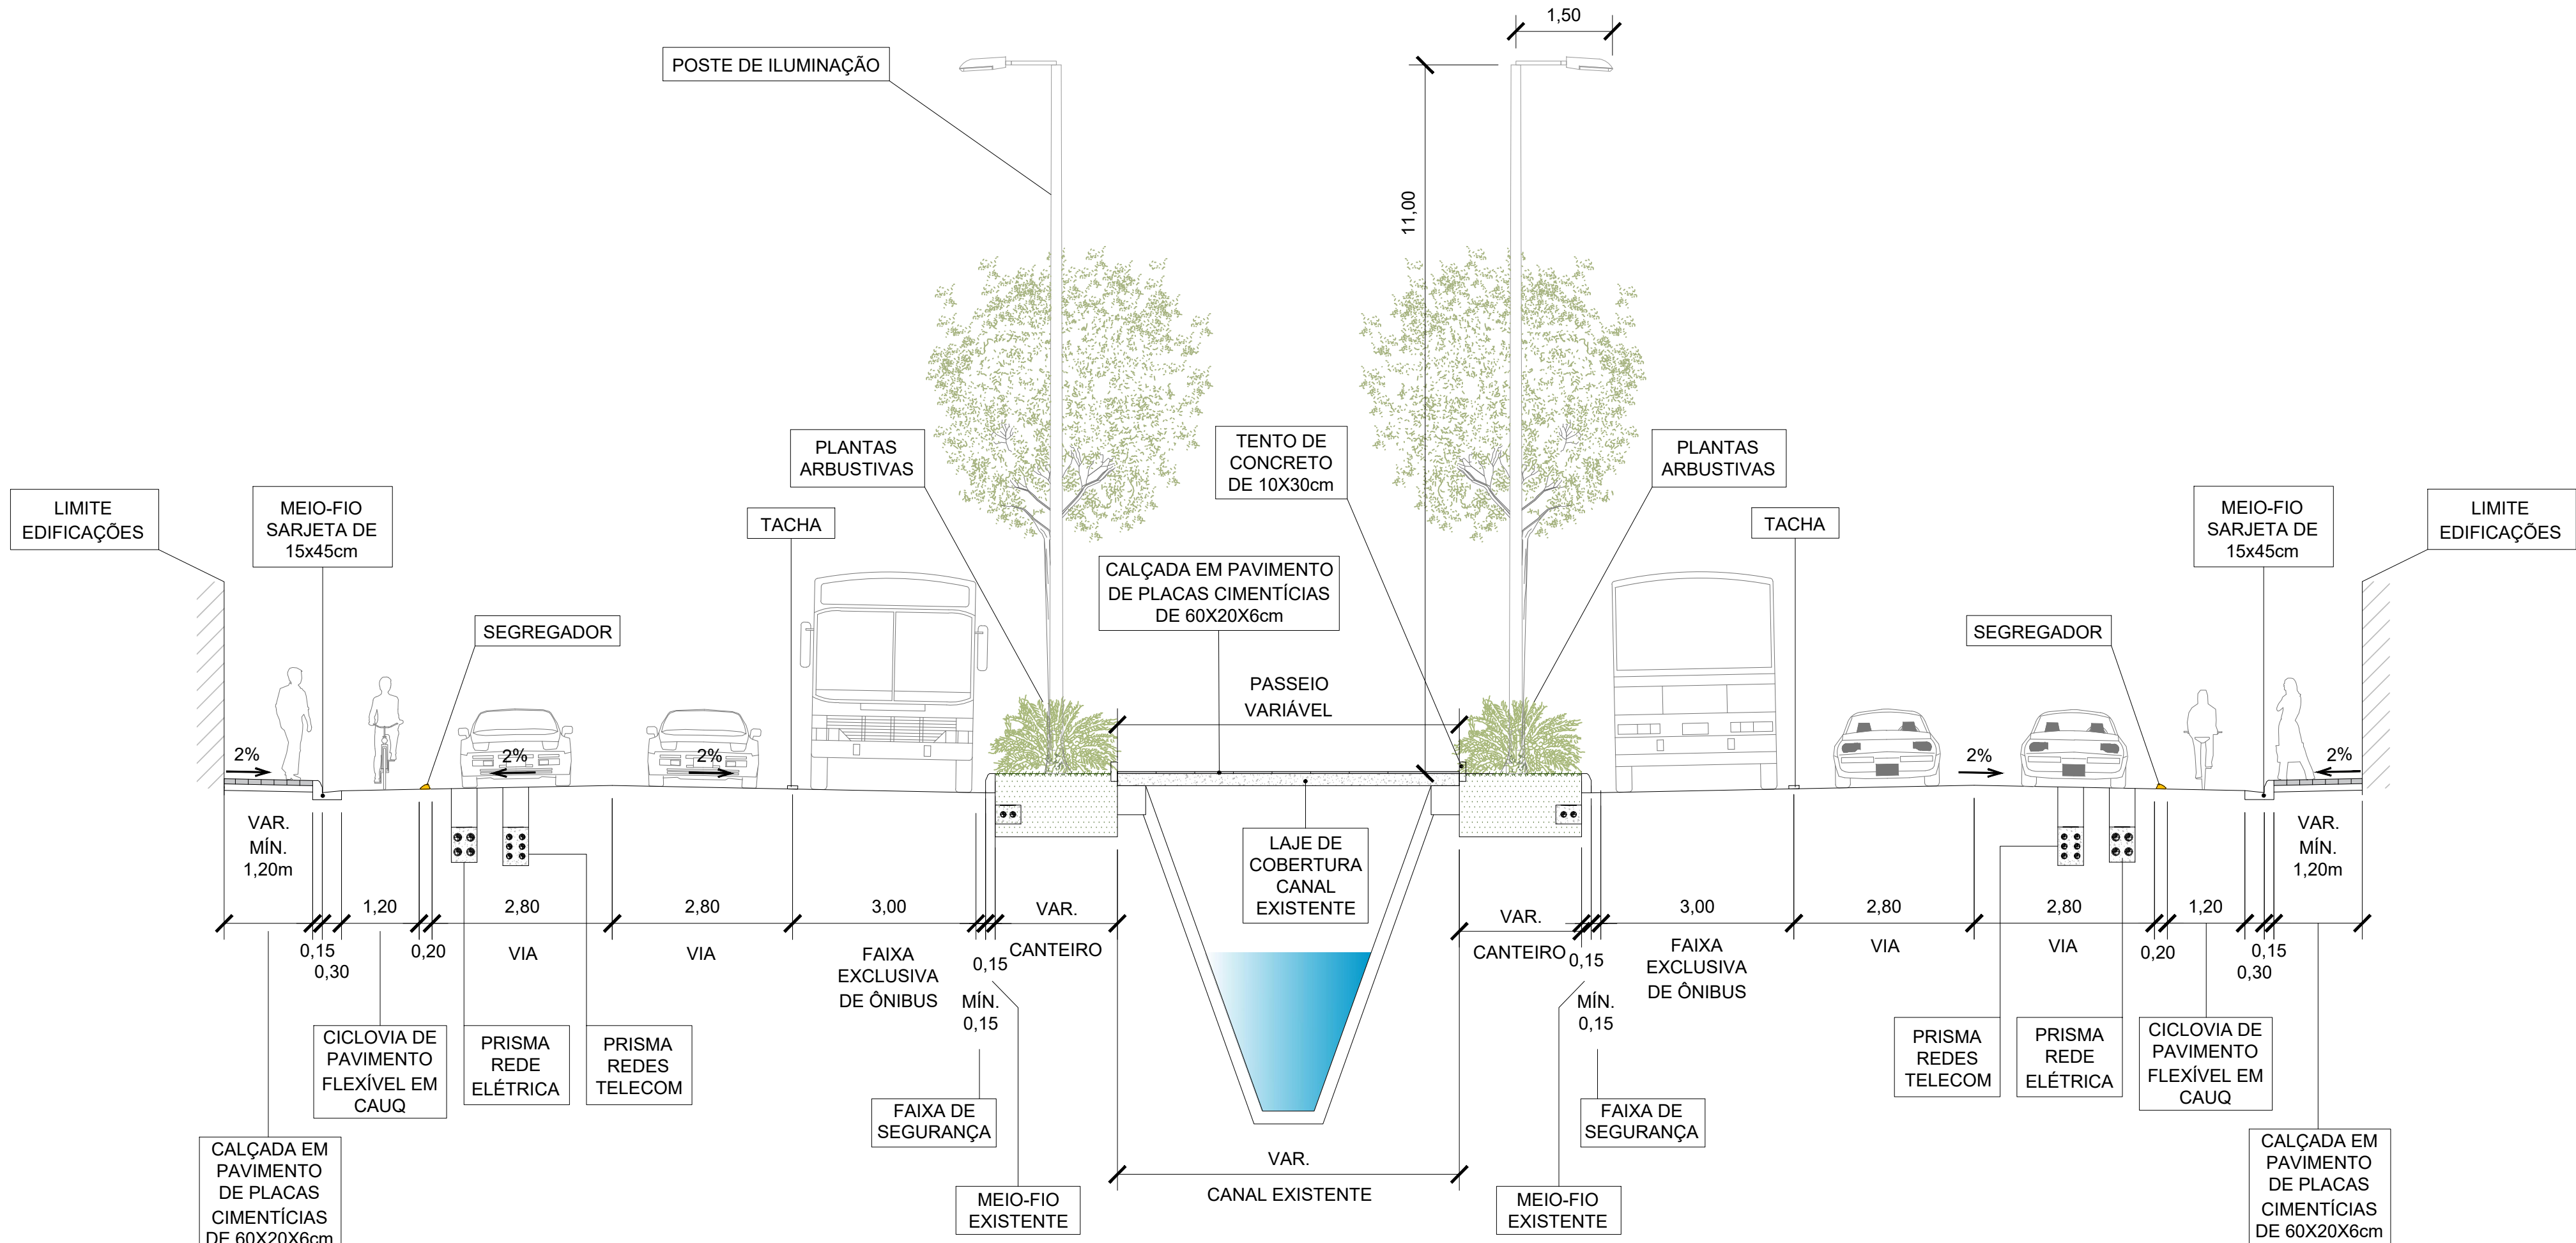 1,50
POSTE DE ILUMINAÇÃO
11,00
LIMITE
EDIFICAÇÕES
MEIO-FIO
SARJETA DE
15x45cm
SEGREGADOR
TACHA
PLANTAS
ARBUSTIVAS
CALÇADA EM PAVIMENTO
DE PLACAS CIMENTÍCIAS
DE 60X20X6cm
TENTO DE
CONCRETO
DE 10X30cm
PLANTAS
ARBUSTIVAS
TACHA
SEGREGADOR
MEIO-FIO
SARJETA DE
15x45cm
LIMITE
EDIFICAÇÕES
PASSEIO
VARIÁVEL
2%
2%
2%
2%
2%
VAR.
MÍN.
1,20m
LAJE DE
COBERTURA
CANAL
EXISTENTE
VAR.
MÍN.
1,20m
0,15
0,30
1,20
0,20
2,80
VIA
2,80
VIA
3,00
FAIXA
EXCLUSIVA
DE ÔNIBUS
0,15
MÍN.
0,15
VAR.
CANTEIRO
VAR.
CANTEIRO
0,15
MÍN.
0,15
3,00
FAIXA
EXCLUSIVA
DE ÔNIBUS
2,80
VIA
2,80
VIA
0,20
1,20
0,15
0,30
CALÇADA EM
PAVIMENTO
DE PLACAS
CIMENTÍCIAS
DE 60X20X6cm
CICLOVIA DE
PAVIMENTO
FLEXÍVEL EM
CAUQ
PRISMA
REDE
ELÉTRICA
PRISMA
REDES
TELECOM
FAIXA DE
SEGURANÇA
MEIO-FIO
EXISTENTE
VAR.
CANAL EXISTENTE
MEIO-FIO
EXISTENTE
FAIXA DE
SEGURANÇA
PRISMA
REDES
TELECOM
PRISMA
REDE
ELÉTRICA
CICLOVIA DE
PAVIMENTO
FLEXÍVEL EM
CAUQ
CALÇADA EM
PAVIMENTO
DE PLACAS
CIMENTÍCIAS
DE 60X20X6cm